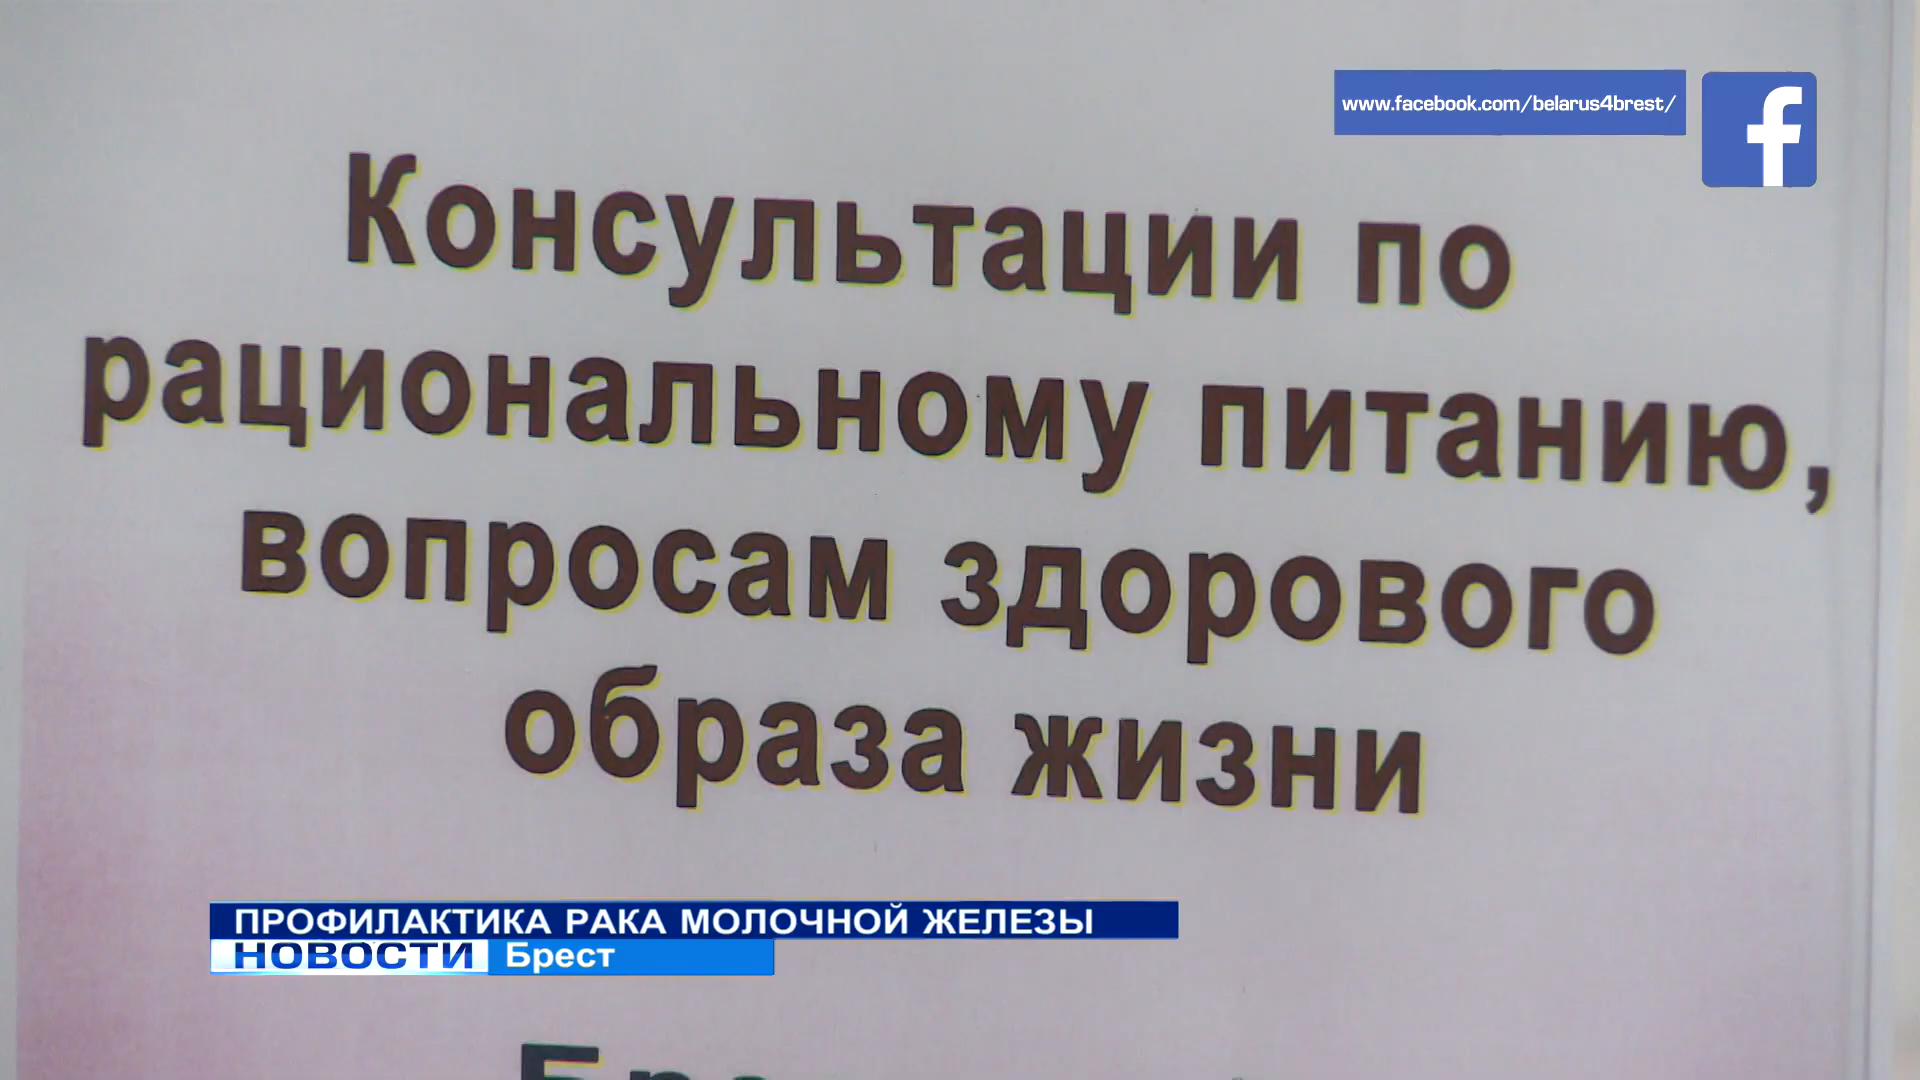 www.facebook.com/belarus4brest/
f
Консультации по
рациональному питанию,
вопросам здорового
образа жизни
ПРОФИЛАКТИКА РАКА МОЛОЧНОЙ ЖЕЛЕЗЫ
НОВОСТИ Брест